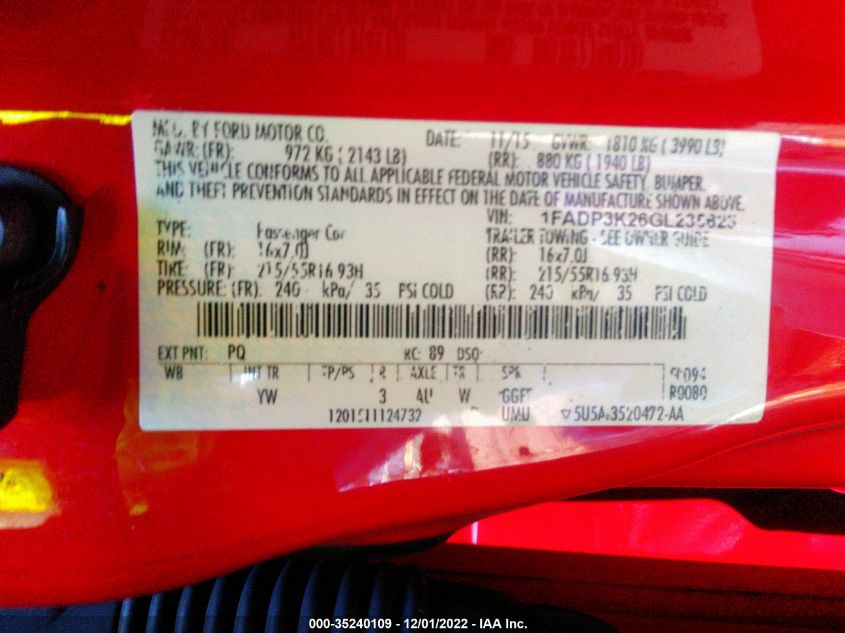 MFD. BY FORD MOTOR CO.
DATE: 11/15 GVWR: 1810 KG ( 3990 LB)
GAWR: (FR): 972 KG ( 2143 LB) (RR): 880 KG ( 1940 LB)
THIS VEHICLE CONFORMS TO ALL APPLICABLE FEDERAL MOTOR VEHICLE SAFETY, BUMPER,
AND THEFT PREVENTION STANDARDS IN EFFECT ON THE DATE OF MANUFACTURE SHOWN ABOVE.
VIN:
TYPE: Passenger Car TRAILER TOWING - SEE OWNER GUIDE
RIM: (FR): 16x7.0J (RR): 16x7.0J
TIRE: (FR): 215/55R16 93H (RR): 215/55R16 93H
PRESSURE: (FR): 240 kPa/ 35 PSI COLD (RR): 240 kPa/ 35 PSI COLD
EXT PNT: PQ RC: 89 DSO:
WB INT TR TP/PS R AXLE TR SPR
YW 3 W R0080
1201511124732 UMU 5U5A-3520472-AA
000-35240109 - 12/01/2022 - IAA Inc.